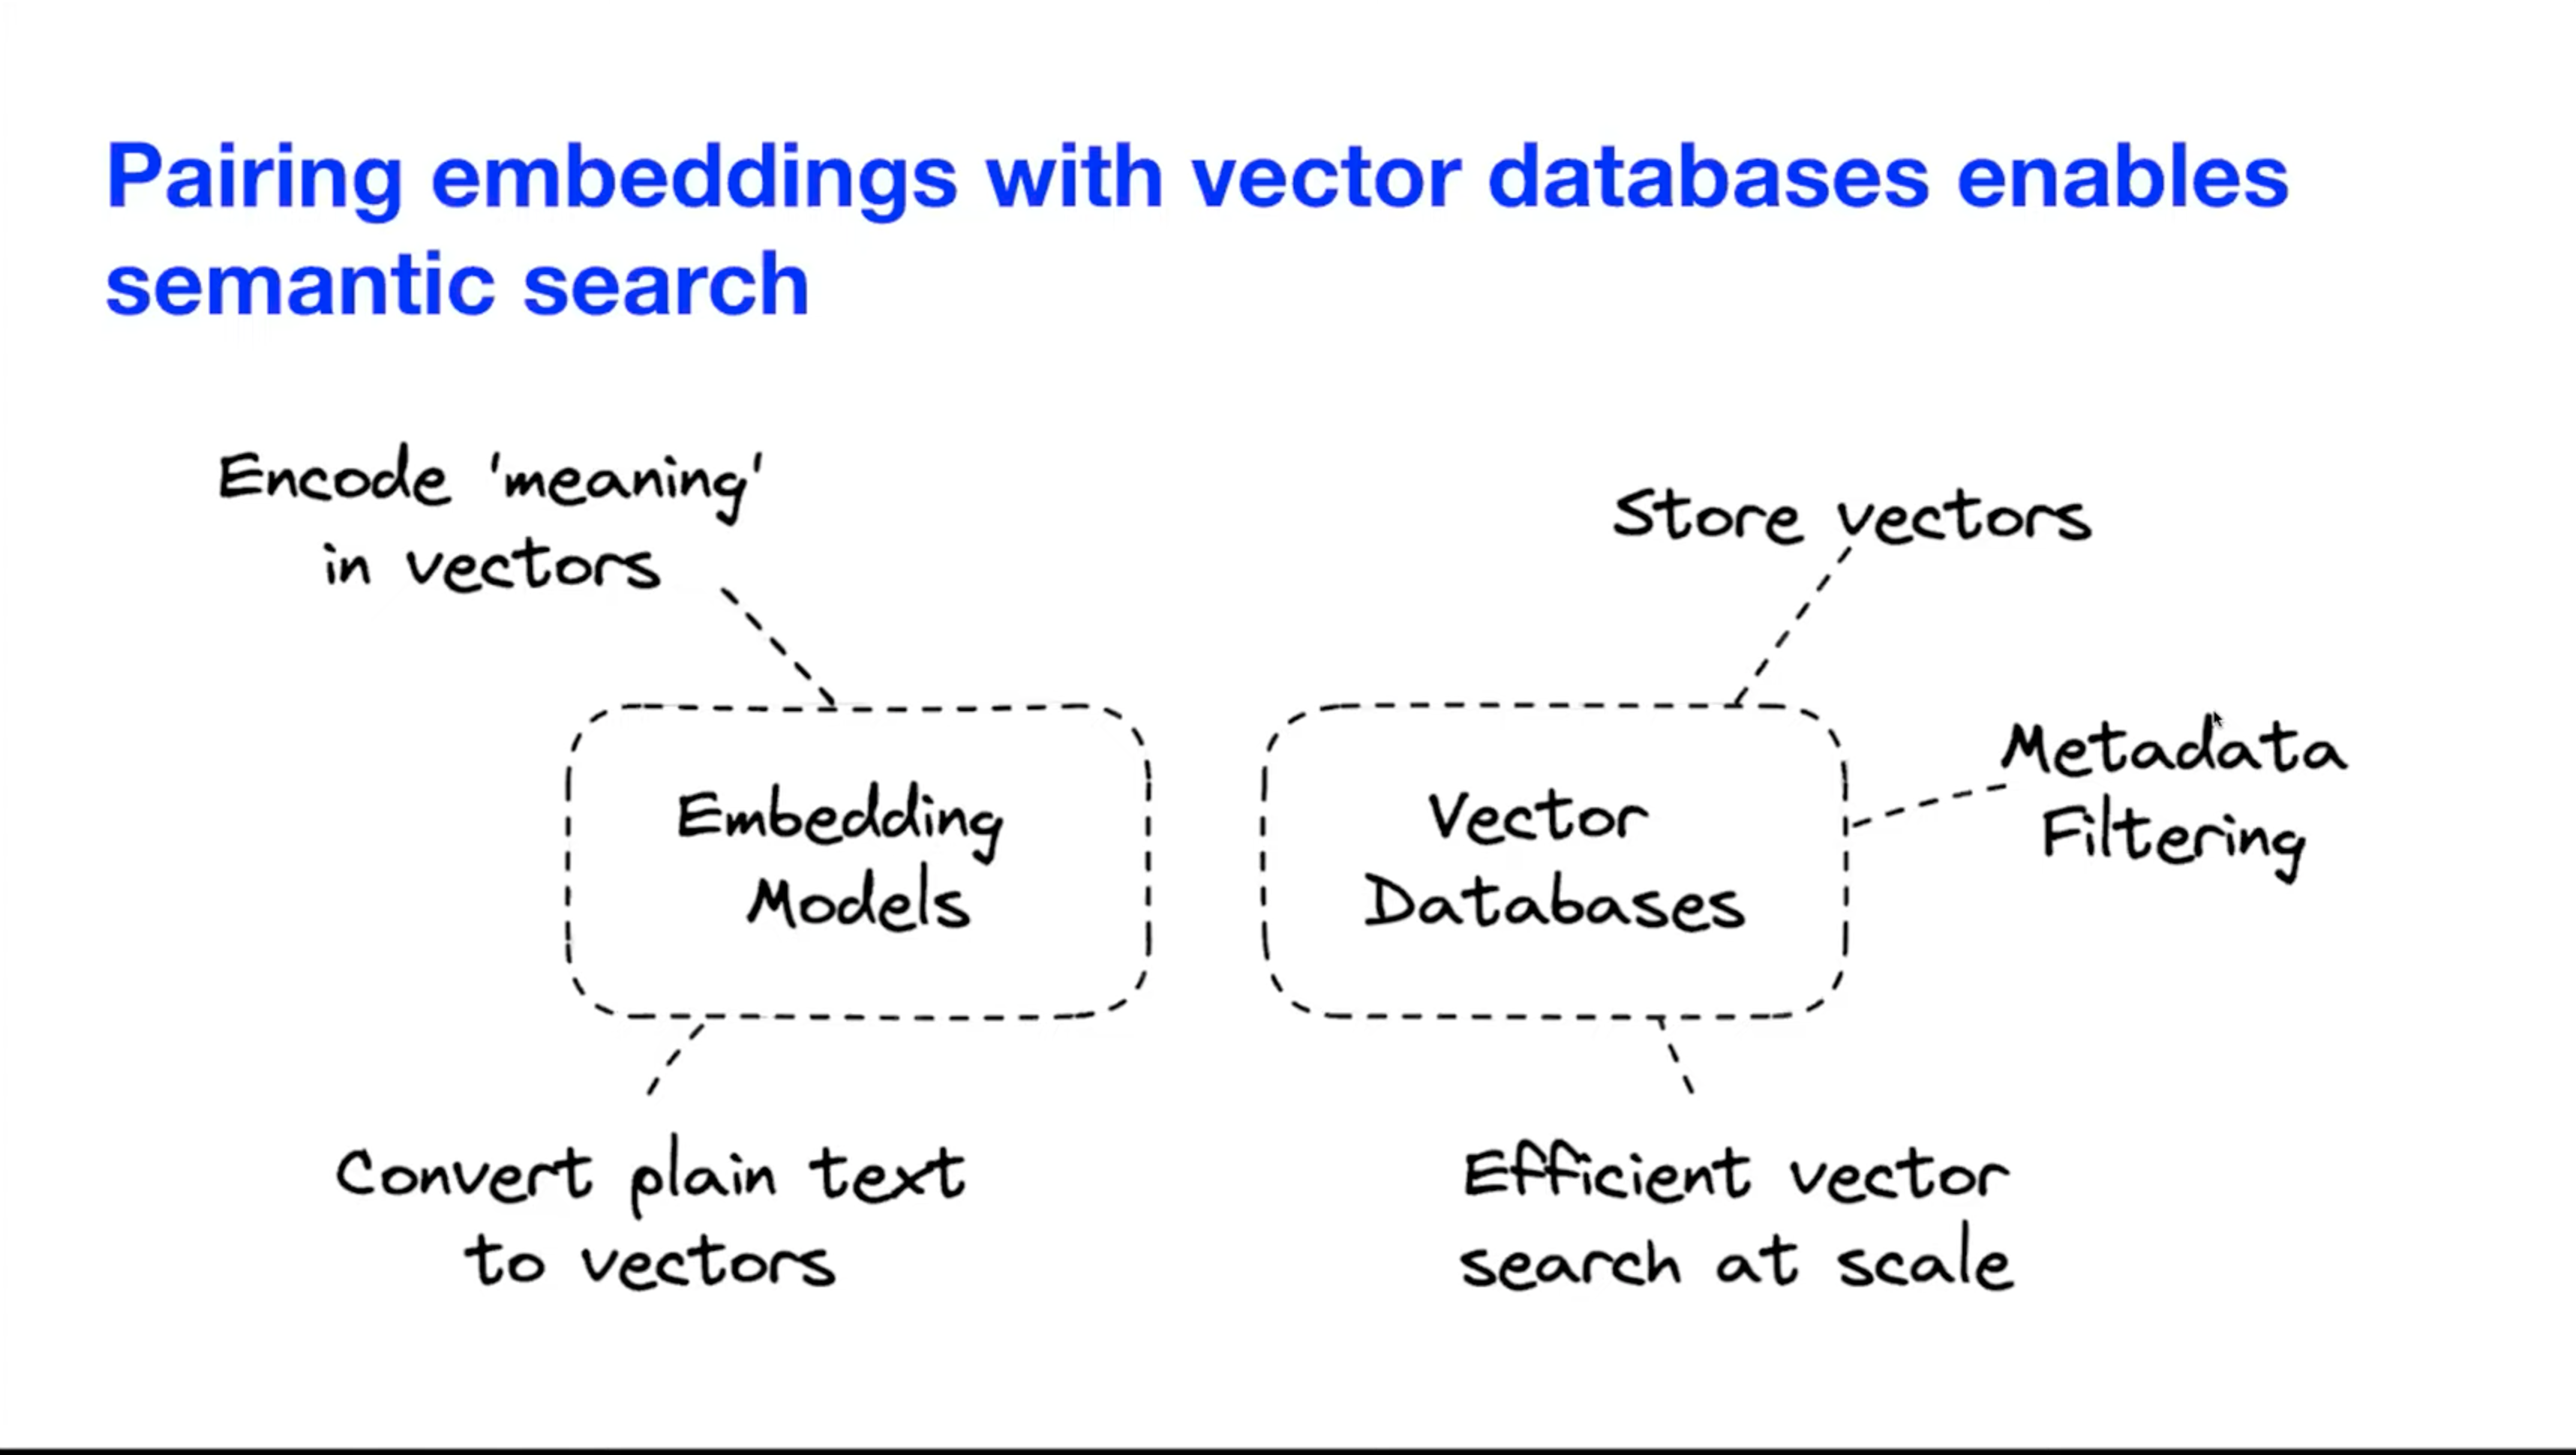 Pairing embeddings with vector databases enables
semantic search
Encode 'meaning'
in vectors
Store vectors
Metadata
Filtering
Embedding
Models
Vector
Databases
Convert plain text
to vectors
Efficient vector
search at scale